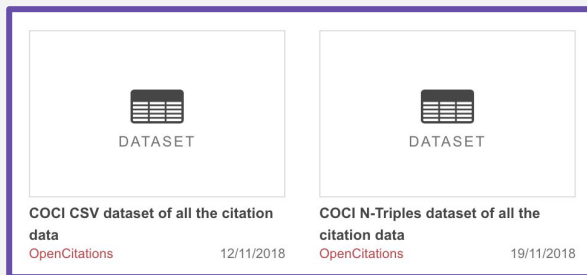 DATASET
COCI CSV dataset of all the citation
data
OpenCitations 12/11/2018
DATASET
COCI N-Triples dataset of all the
citation data
OpenCitations 19/11/2018